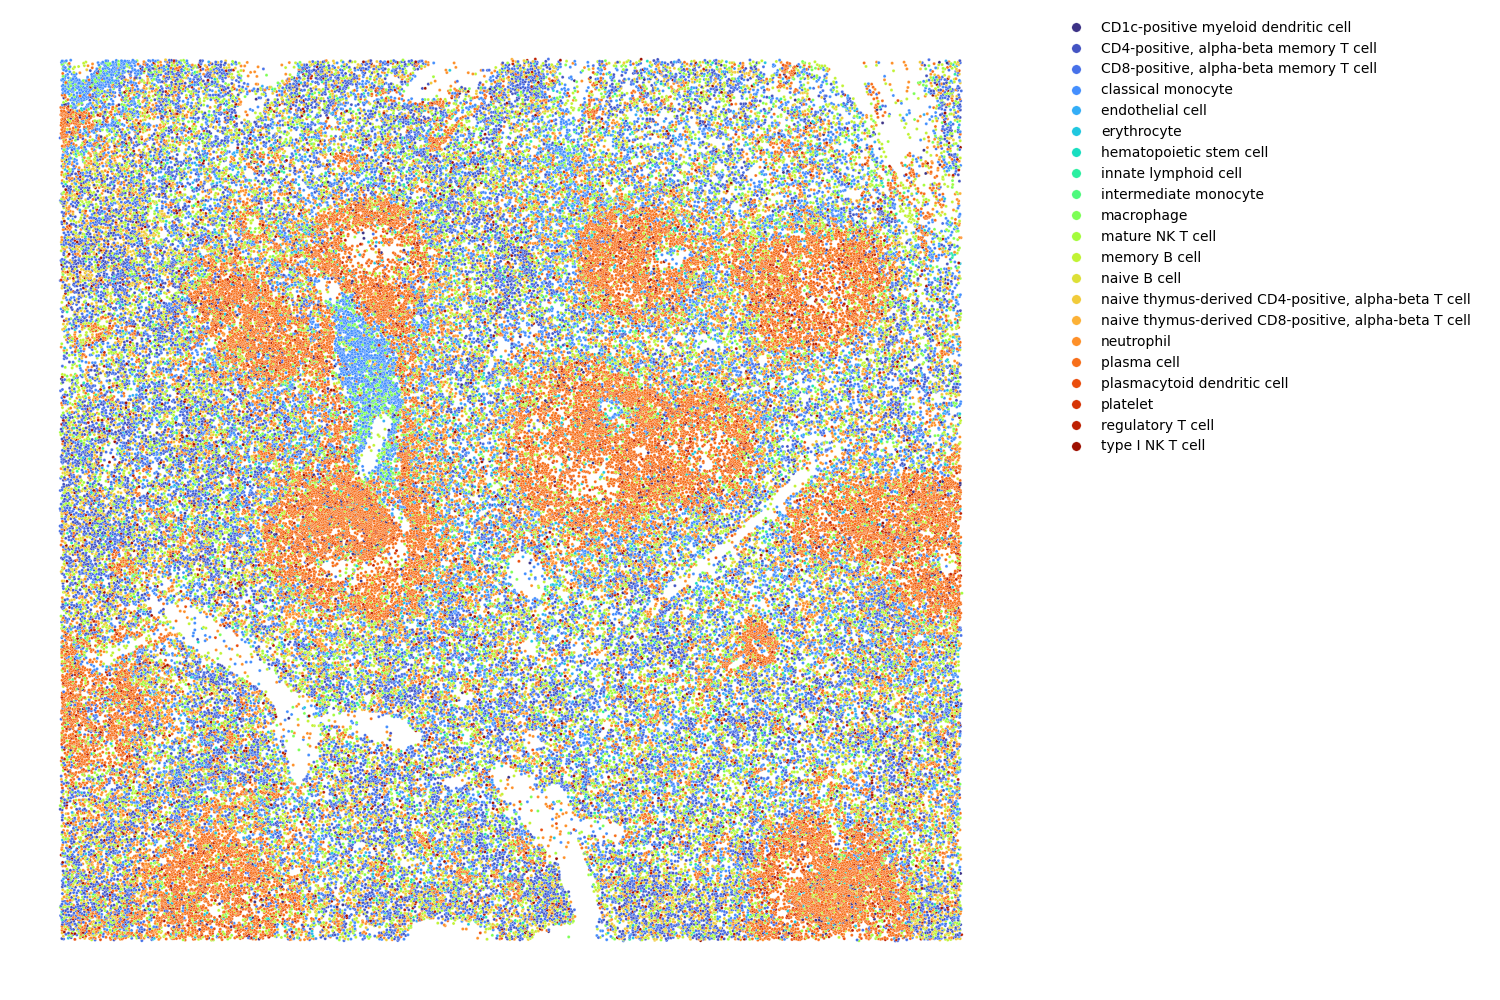 CD1c-positive myeloid dendritic cell
CD4-positive, alpha-beta memory T cell
CD8-positive, alpha-beta memory T cell
classical monocyte
endothelial cell
erythrocyte
hematopoietic stem cell
innate lymphoid cell
intermediate monocyte
macrophage
mature NK T cell
memory B cell
naive B cell
naive thymus-derived CD4-positive, alpha-beta T cell
naive thymus-derived CD8-positive, alpha-beta T cell
neutrophil
plasma cell
plasmacytoid dendritic cell
platelet
regulatory T cell
type I NK T cell